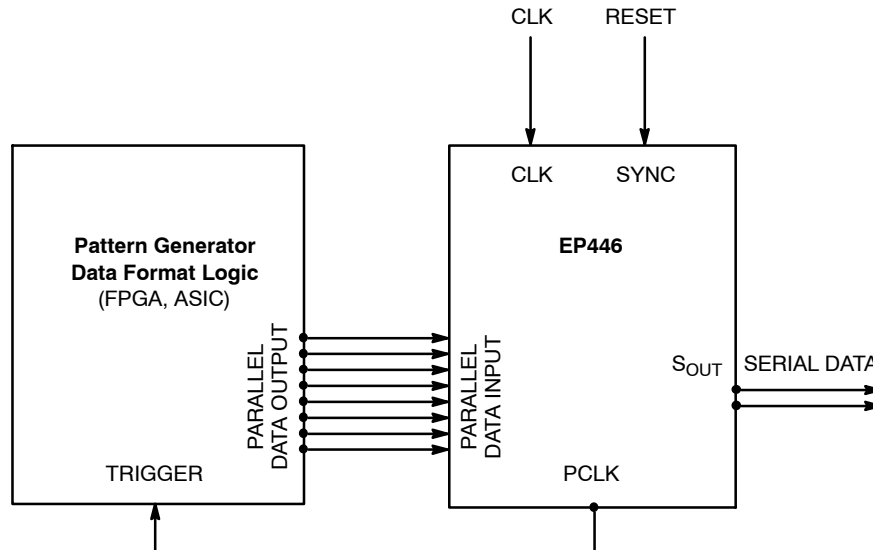 CLK RESET
CLK SYNC
Pattern Generator
Data Format Logic
(FPGA, ASIC)
EP446
PARALLEL
DATA OUTPUT
PARALLEL
DATA INPUT
SOUT SERIAL DATA
TRIGGER
PCLK